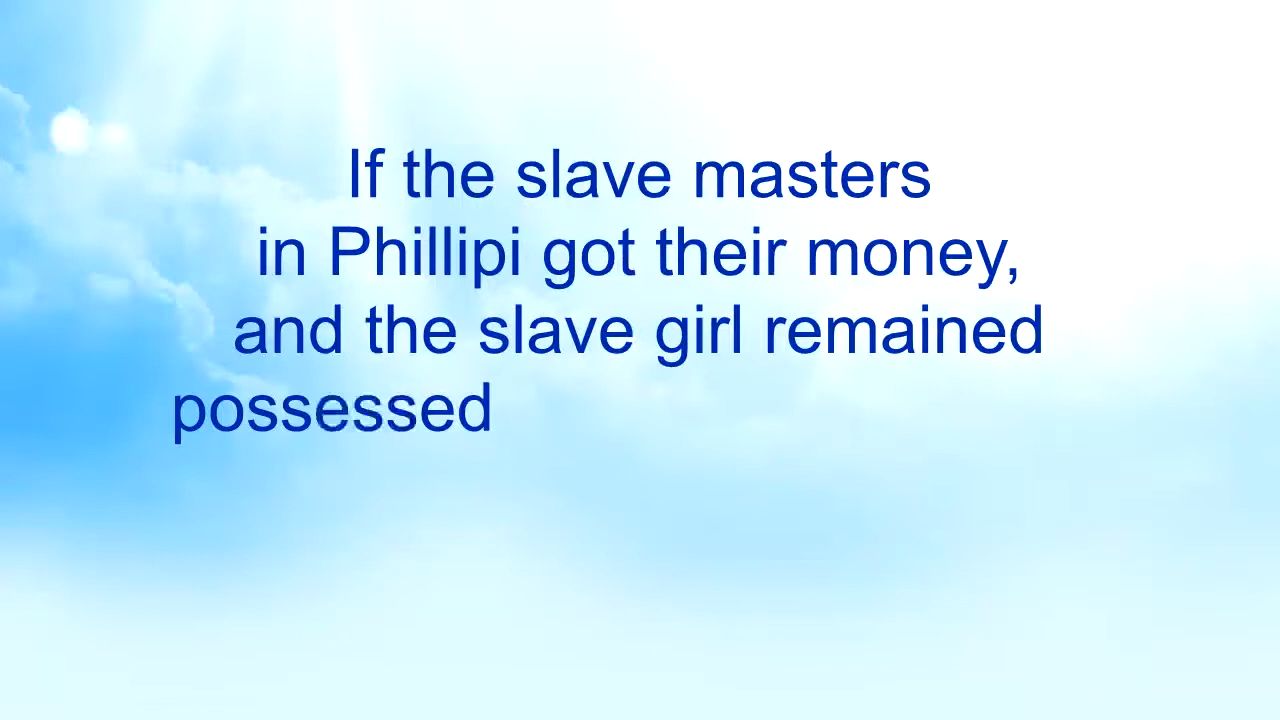 If the slave masters
in Phillipi got their money,
and the slave girl remained
possessed